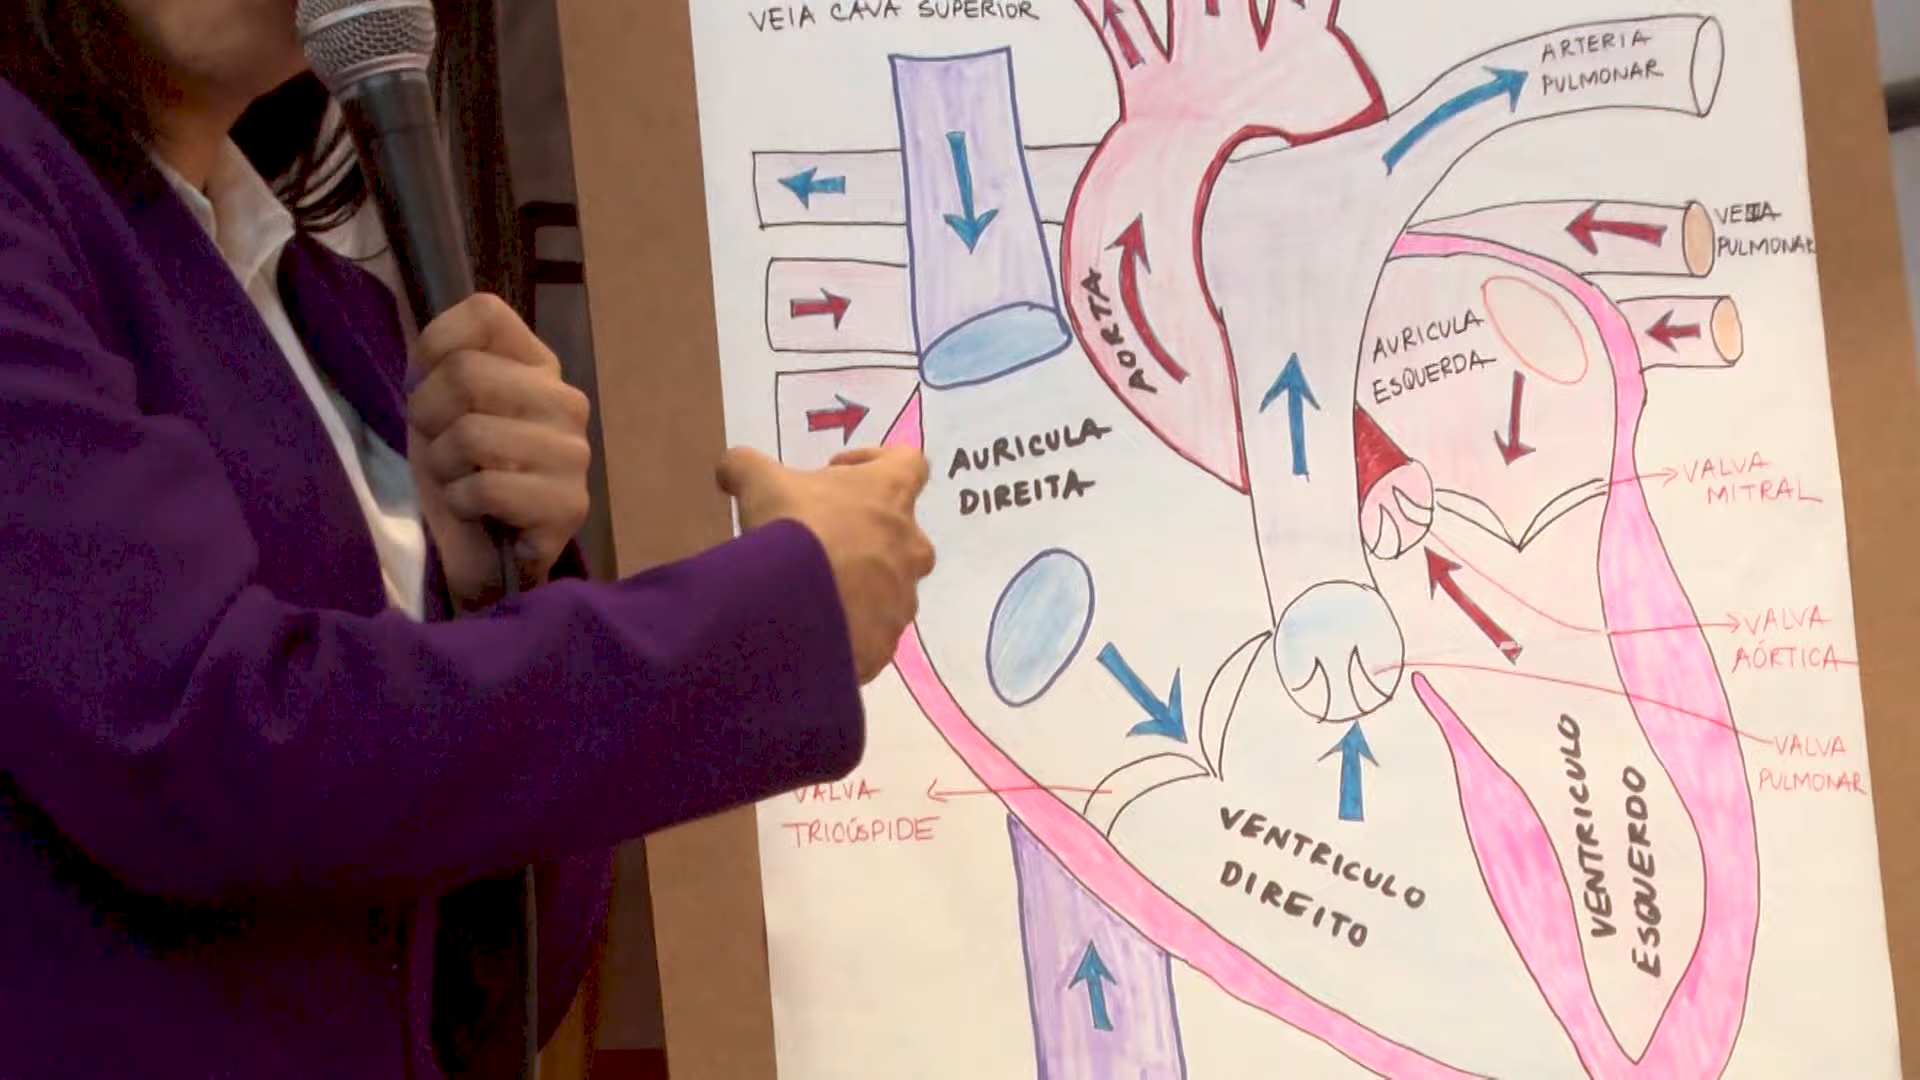 VEIA CAVA SUPERIOR
ARTERIA
PULMONAR
VEIA
PULMONAR
AORTA
AURICULA
ESQUERDA
AURICULA
DIREITA
VALVA
MITRAL
VALVA
AÓRTICA
VALVA
PULMONAR
VALVA
TRICÚSPIDE
VENTRICULO
DIREITO
VENTRICULO
ESQUERDO